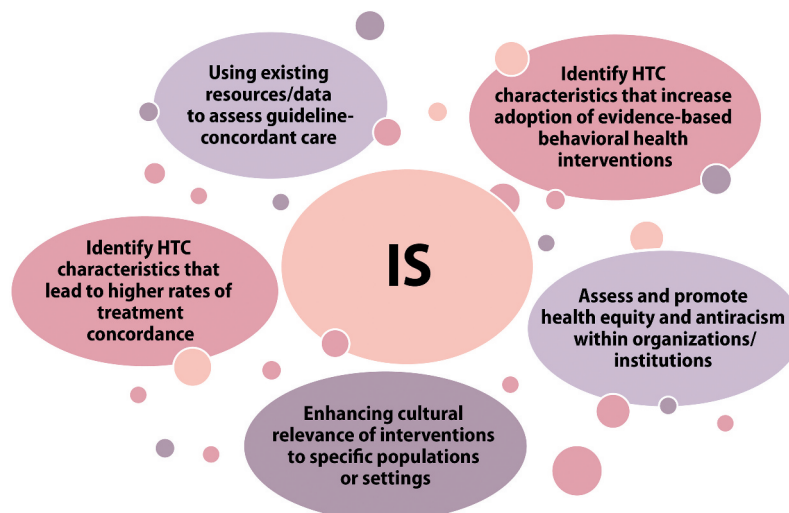 Using existing
resources/data
to assess guideline-
concordant care
Identify HTC
characteristics that increase
adoption of evidence-based
behavioral health
interventions
IS
Identify HTC
characteristics that
lead to higher rates of
treatment
concordance
Assess and promote
health equity and antiracism
within organizations/
institutions
Enhancing cultural
relevance of interventions
to specific populations
or settings